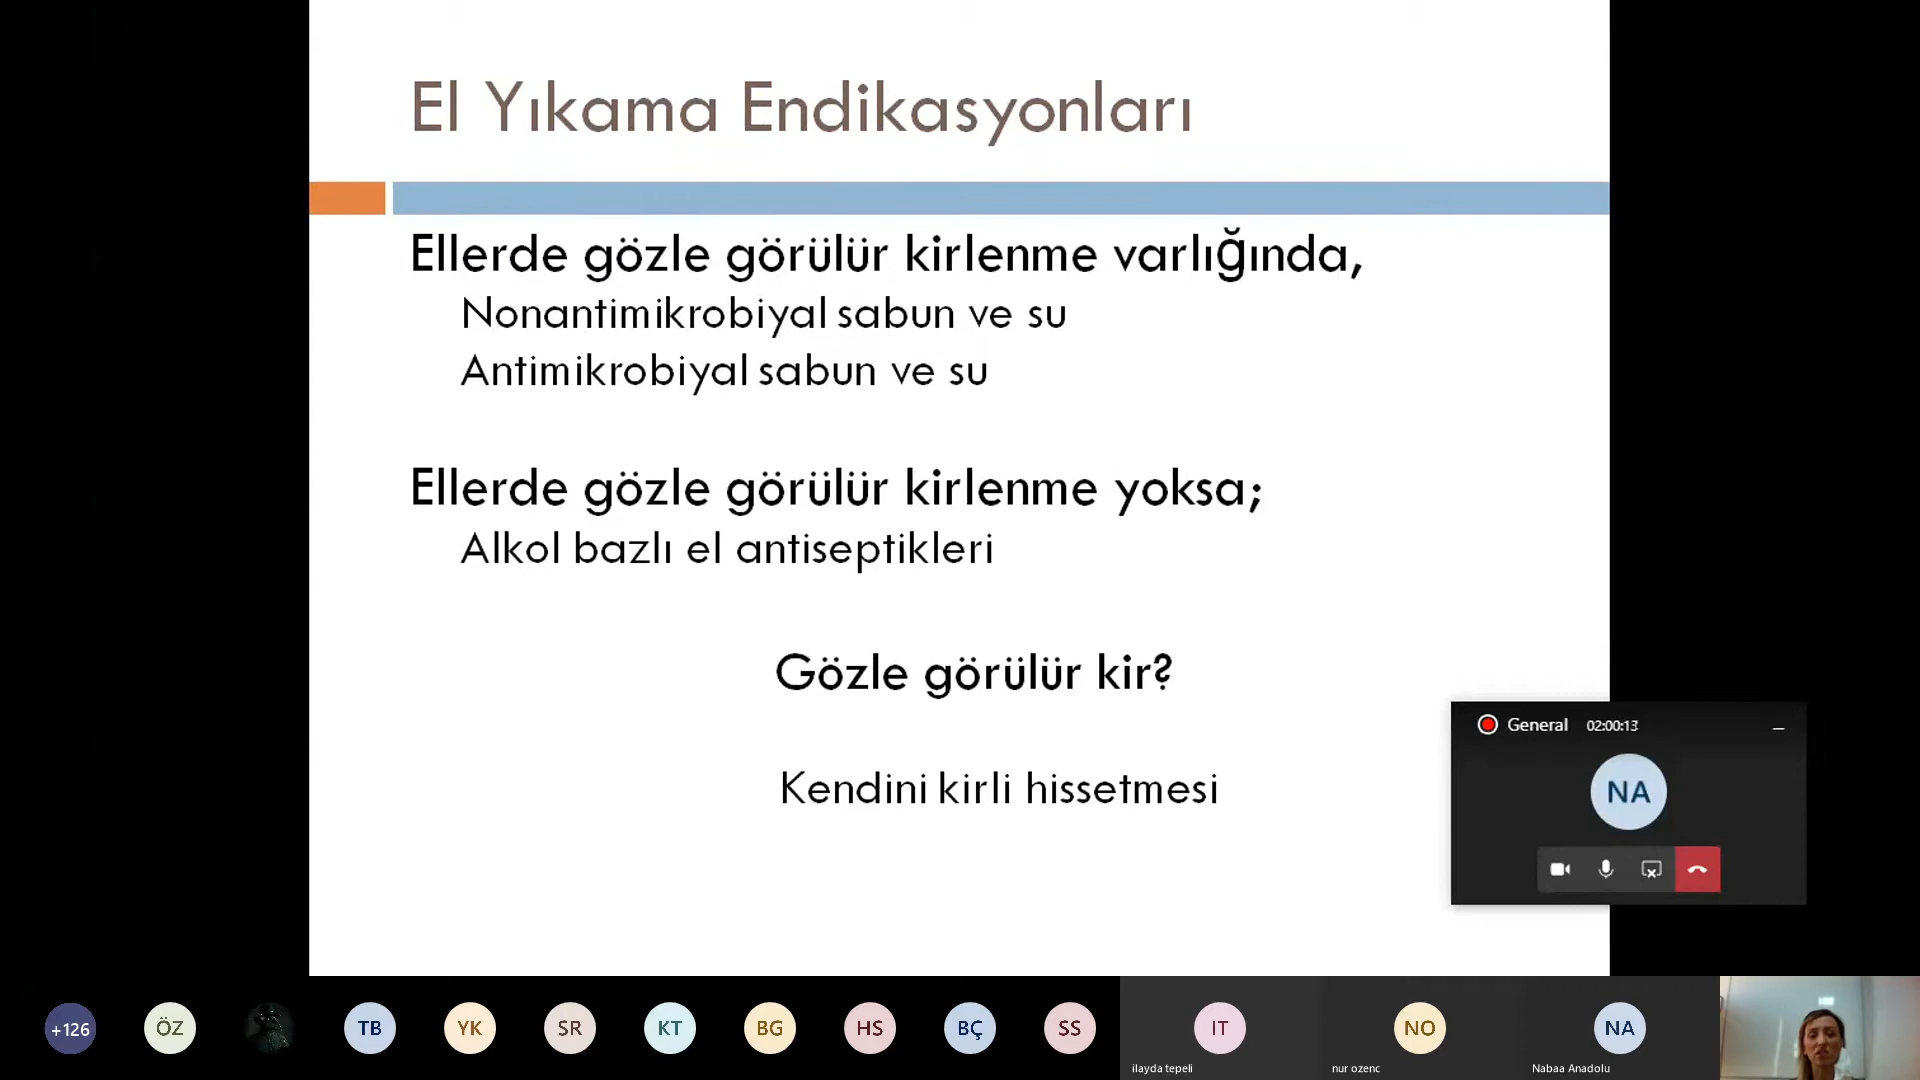 El Yıkama Endikasyonları
Ellerde gözle görülür kirlenme varlığında,
Nonantimikrobiyal sabun ve su
Antimikrobiyal sabun ve su
Ellerde gözle görülür kirlenme yoksa;
Alkol bazlı el antiseptikleri
Gözle görülür kir?
Kendini kirli hissetmesi
General 02:00:13
NA
+126 ÖZ TB YK SR KT BG HS BÇ SS IT NO NA
ilayda tepeli nur ozenc Nabaa Anadolu